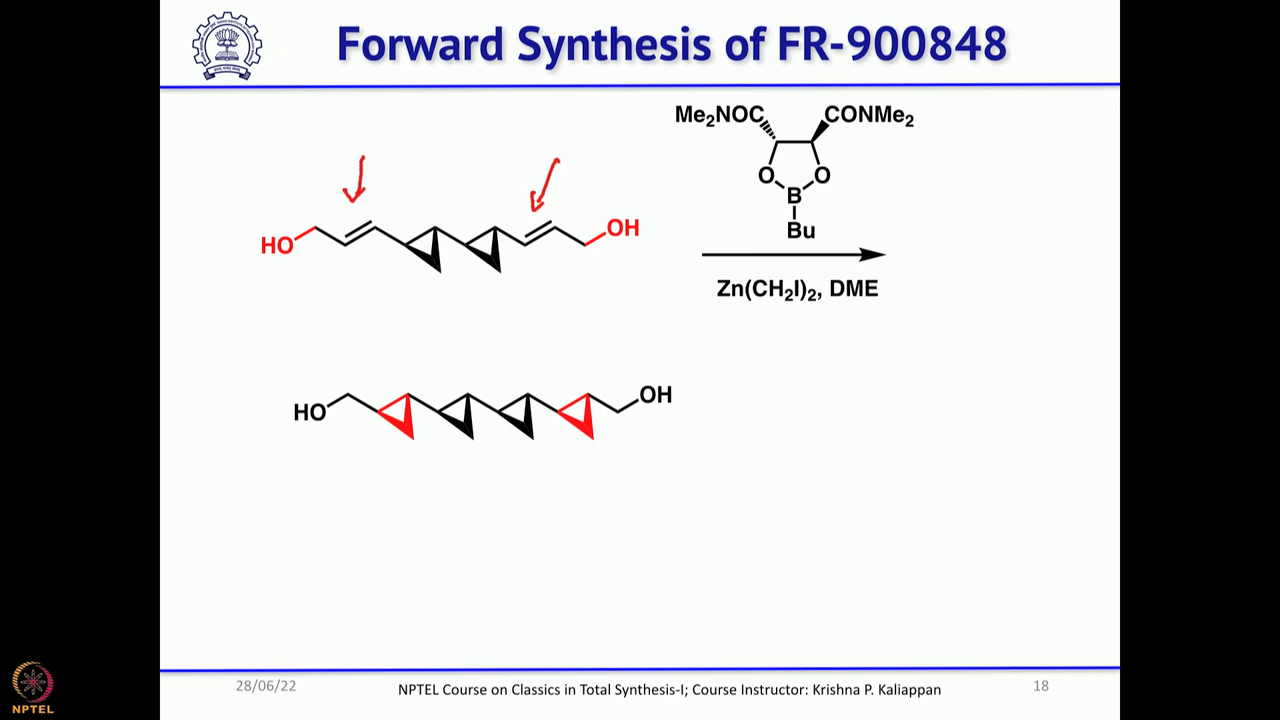 Forward Synthesis of FR-900848
Me₂NOC CONMe₂
O O
B
Bu
HO OH
Zn(CH₂I)₂, DME
HO OH
28/06/22 NPTEL Course on Classics in Total Synthesis-I; Course Instructor: Krishna P. Kaliappan 18
NPTEL